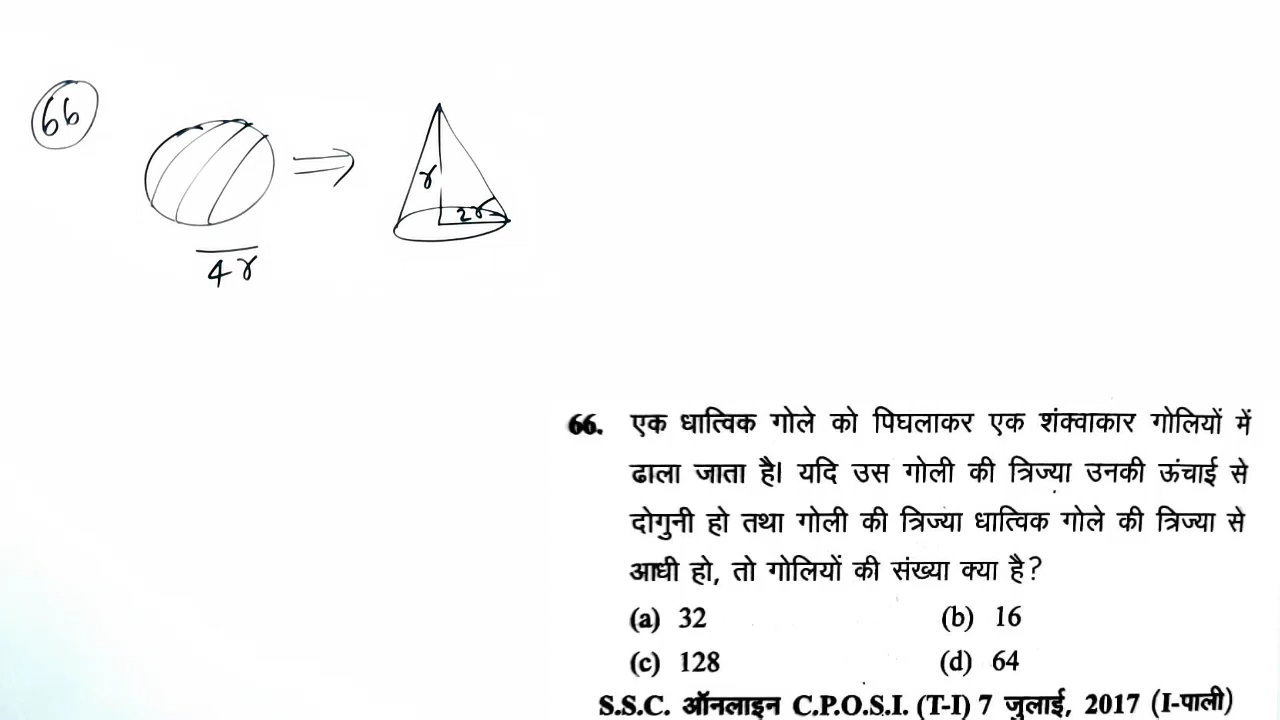 66
r
2r
4r
66. एक धात्विक गोले को पिघलाकर एक शंक्वाकार गोलियों में
ढाला जाता है। यदि उस गोली की त्रिज्या उनकी ऊंचाई से
दोगुनी हो तथा गोली की त्रिज्या धात्विक गोले की त्रिज्या से
आधी हो, तो गोलियों की संख्या क्या है?
(a) 32 (b) 16
(c) 128 (d) 64
S.S.C. ऑनलाइन C.P.O.S.I. (T-I) 7 जुलाई, 2017 (I-पाली)